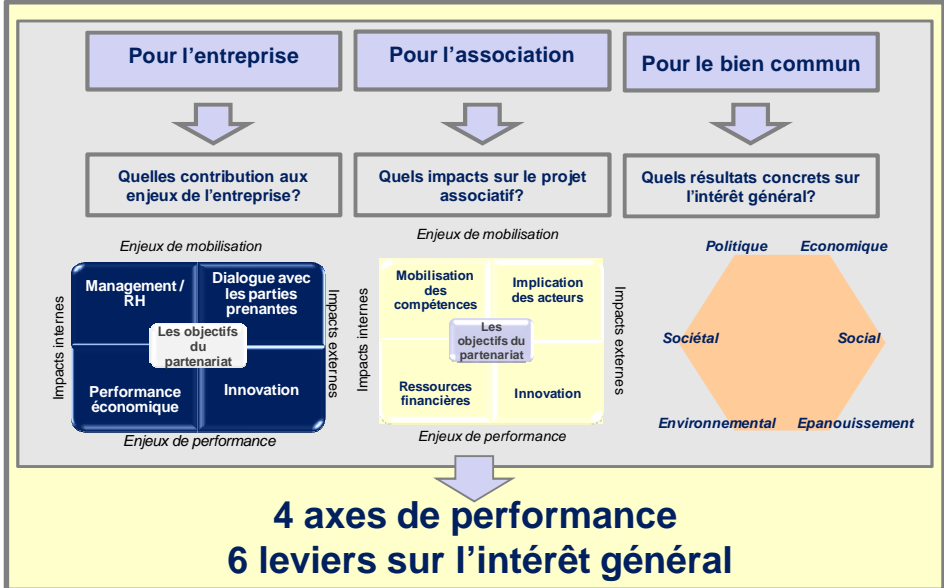 Pour l'entreprise
Pour l'association
Pour le bien commun
Quelles contribution aux
enjeux de l'entreprise?
Quels impacts sur le projet
associatif?
Quels résultats concrets sur
l'intérêt général?
Enjeux de mobilisation
Impacts internes
Management /
RH
Dialogue avec
les parties
prenantes
Les objectifs
du
partenariat
Performance
économique
Innovation
Impacts externes
Enjeux de performance
Enjeux de mobilisation
Impacts internes
Mobilisation
des
compétences
Implication
des acteurs
Les
objectifs du
partenariat
Ressources
financières
Innovation
Impacts externes
Enjeux de performance
Politique
Economique
Sociétal
Social
Environnemental
Epanouissement
4 axes de performance
6 leviers sur l'intérêt général